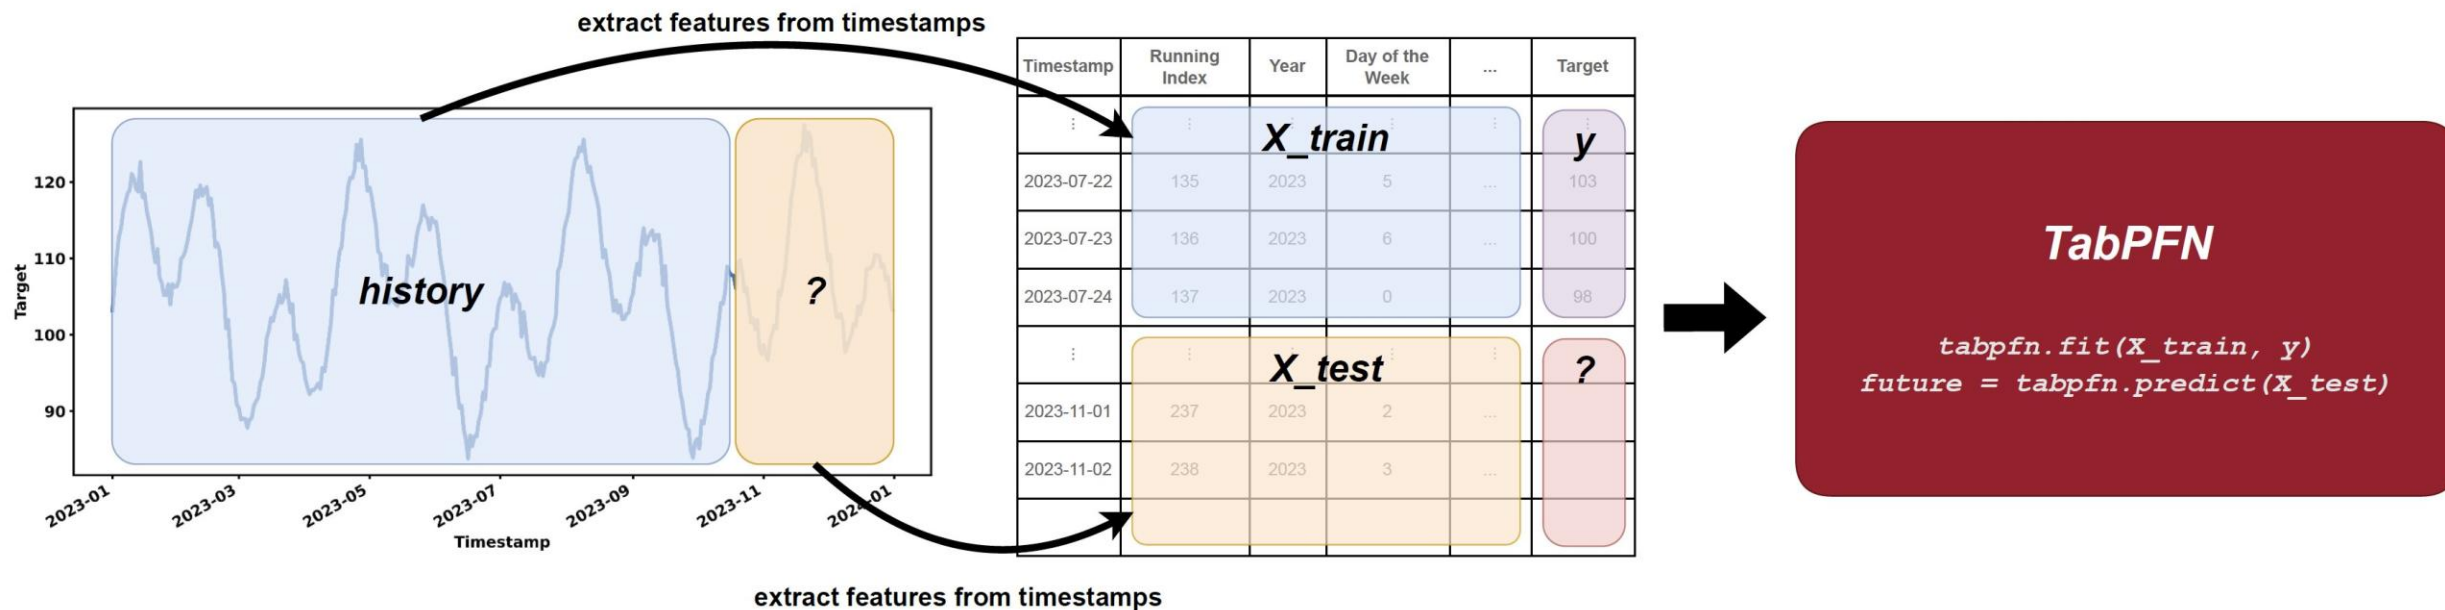 extract features from timestamps
120
110
100
90
Target
history
?
2023-01
2023-03
2023-05
2023-07
2023-09
2023-11
2024-01
Timestamp
Timestamp Running Index Year Day of the Week ... Target
⋮ ⋮ ⋮ ⋮ ⋮ ⋮
X_train y
2023-07-22 135 2023 5 ... 103
2023-07-23 136 2023 6 ... 100
2023-07-24 137 2023 0 98
⋮ ⋮ ⋮ ⋮ ⋮
X_test ?
2023-11-01 237 2023 2 ...
2023-11-02 238 2023 3 ...
extract features from timestamps
TabPFN
tabpfn.fit(X_train, y)
future = tabpfn.predict(X_test)